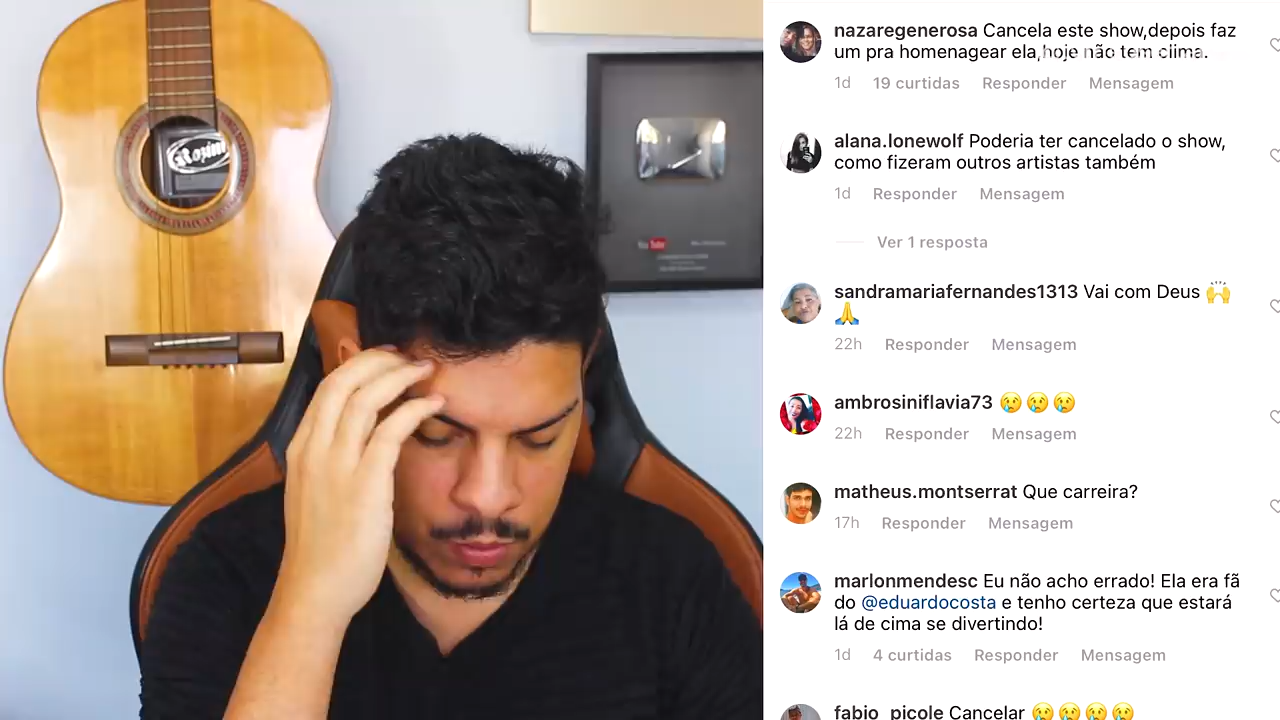 Rozini
YouTube
nazaregenerosa Cancela este show,depois faz
um pra homenagear ela,hoje não tem clima.
1d 19 curtidas Responder Mensagem
alana.lonewolf Poderia ter cancelado o show,
como fizeram outros artistas também
1d Responder Mensagem
Ver 1 resposta
sandramariafernandes1313 Vai com Deus 🙌
🙏
22h Responder Mensagem
ambrosiniflavia73 😢😢😢
22h Responder Mensagem
matheus.montserrat Que carreira?
17h Responder Mensagem
marlonmendesc Eu não acho errado! Ela era fã
do @eduardocosta e tenho certeza que estará
lá de cima se divertindo!
1d 4 curtidas Responder Mensagem
fabio_picole Cancelar 😢😢😢😢